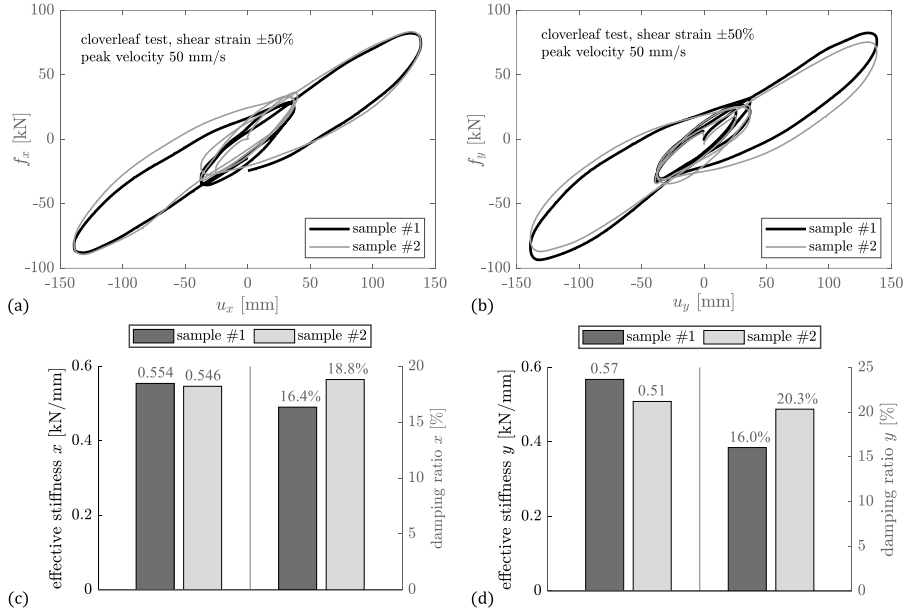 (a)
cloverleaf test, shear strain ±50%
peak velocity 50 mm/s
100
50
0
-50
-100
f_x [kN]
-150 -100 -50 0 50 100 150
u_x [mm]
sample #1
sample #2
(b)
cloverleaf test, shear strain ±50%
peak velocity 50 mm/s
100
50
0
-50
-100
f_y [kN]
-150 -100 -50 0 50 100 150
u_y [mm]
sample #1
sample #2
(c)
sample #1 sample #2
0.6
0.4
0.2
0
effective stiffness x [kN/mm]
0.554 0.546
16.4% 18.8%
20
15
10
5
0
damping ratio x [%]
(d)
sample #1 sample #2
0.6
0.4
0.2
0
effective stiffness y [kN/mm]
0.57 0.51
16.0% 20.3%
25
20
15
10
5
0
damping ratio y [%]